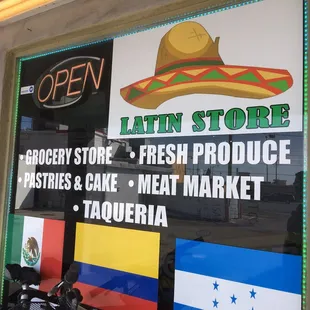 OPEN
LATIN STORE
• GROCERY STORE • FRESH PRODUCE
• PASTRIES & CAKE • MEAT MARKET
• TAQUERIA